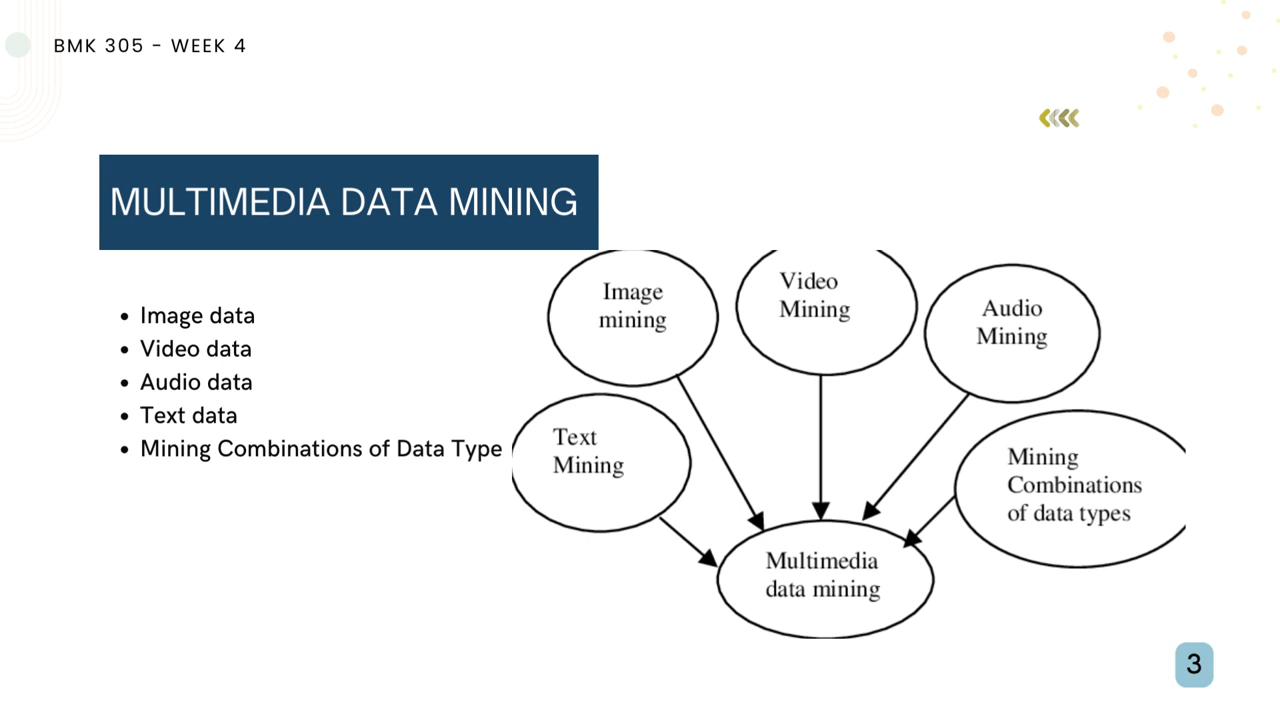 BMK 305 - WEEK 4
MULTIMEDIA DATA MINING
• Image data
• Video data
• Audio data
• Text data
• Mining Combinations of Data Type
Image
mining
Video
Mining
Audio
Mining
Text
Mining
Mining
Combinations
of data types
Multimedia
data mining
3